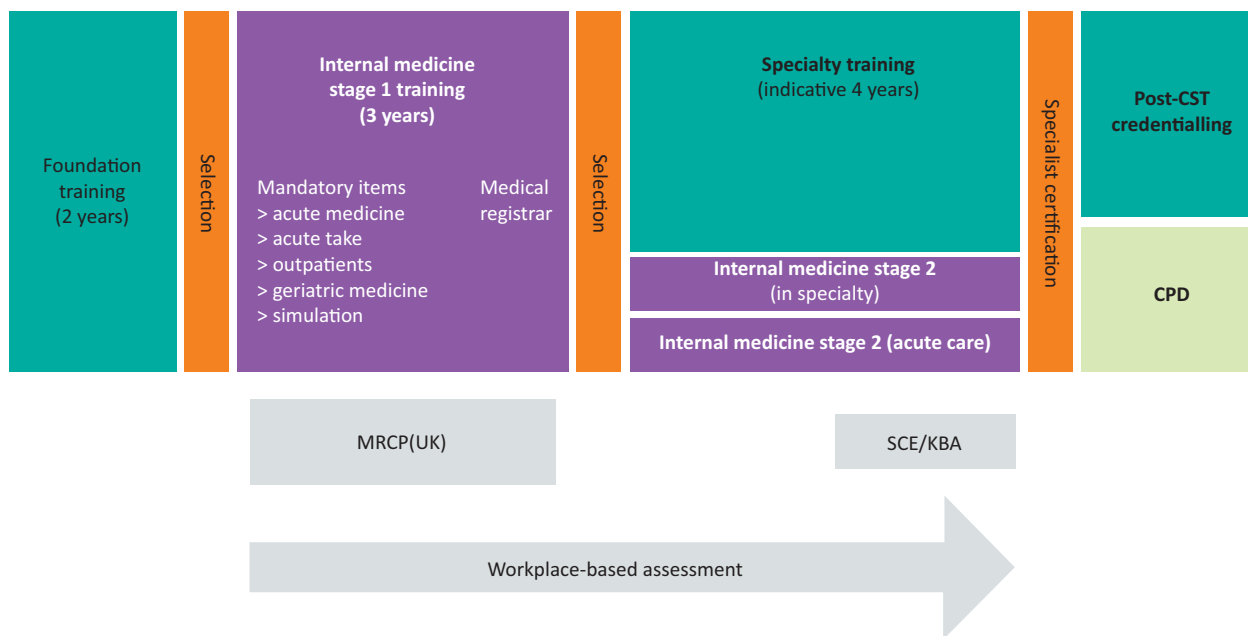 Foundation
training
(2 years)
Selection
Internal medicine
stage 1 training
(3 years)
Mandatory items
> acute medicine
> acute take
> outpatients
> geriatric medicine
> simulation
Medical
registrar
Selection
Specialty training
(indicative 4 years)
Internal medicine stage 2
(in specialty)
Internal medicine stage 2 (acute care)
Specialist certification
Post-CST
credentialling
CPD
MRCP(UK)
SCE/KBA
Workplace-based assessment